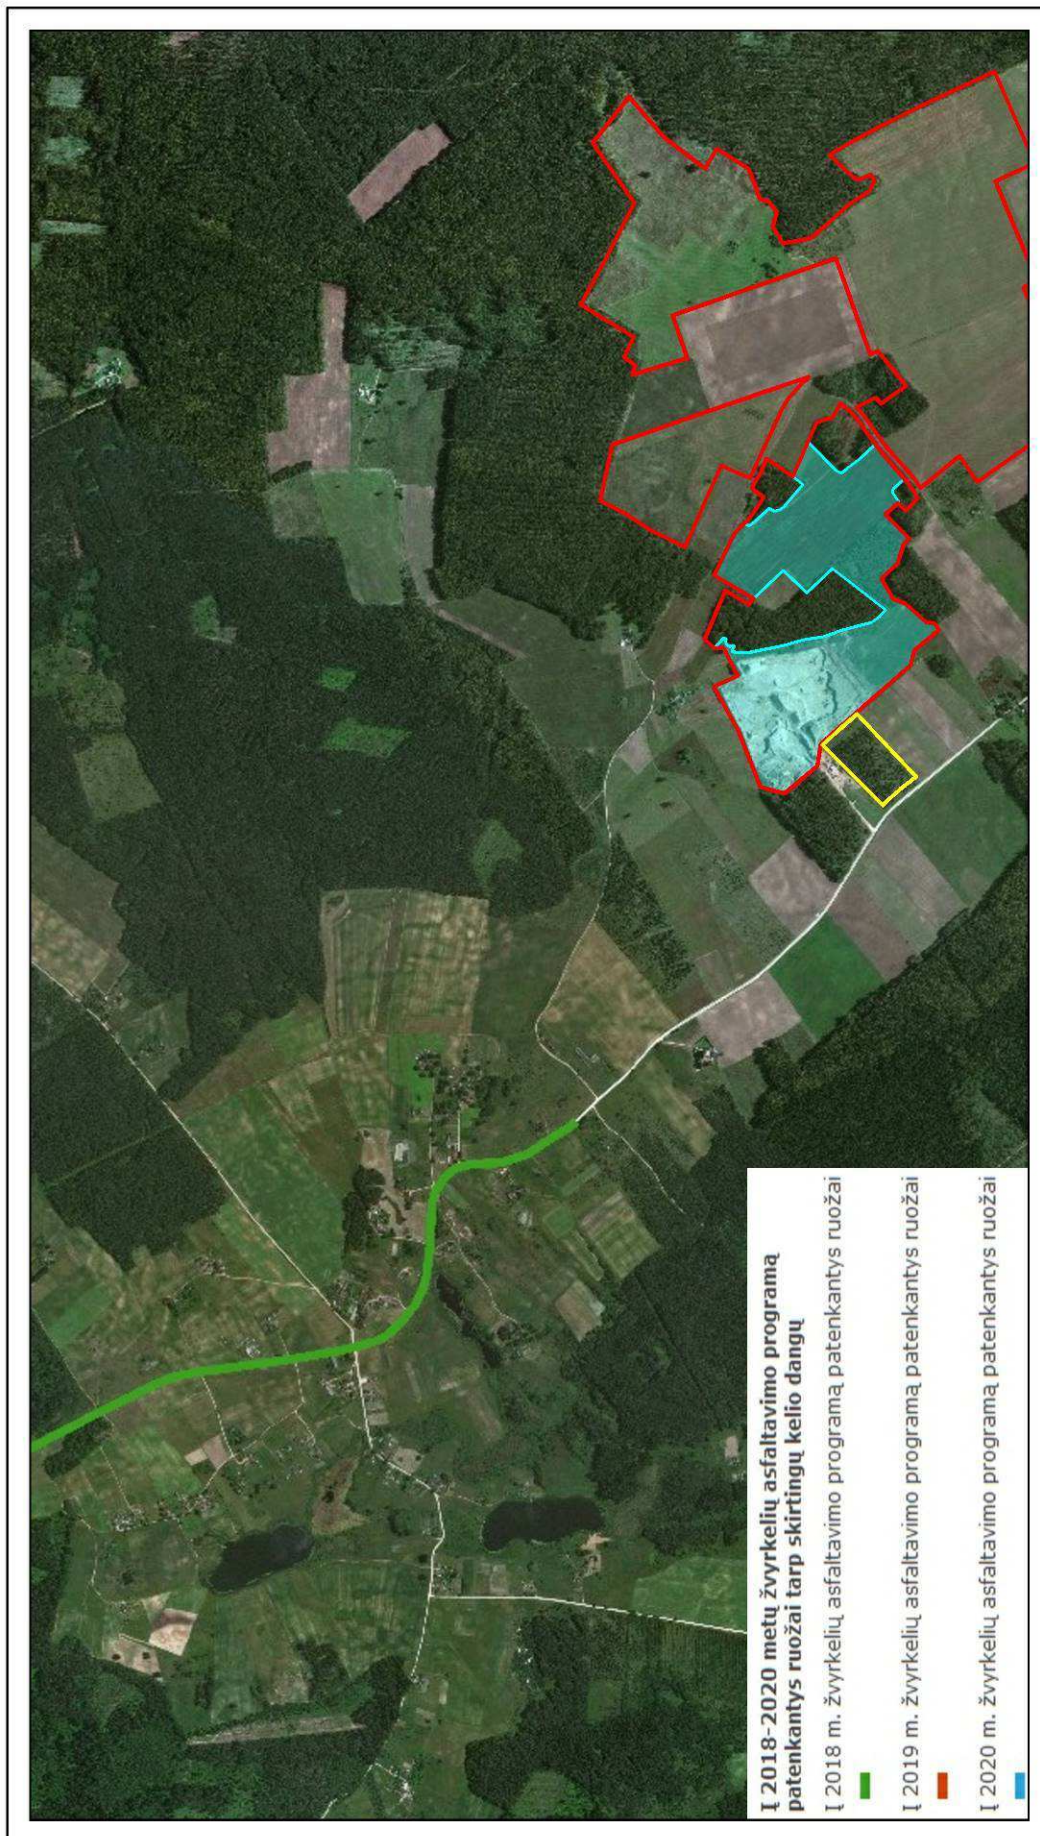 Į 2018-2020 metų žvyrkelių asfaltavimo programą
patenkantys ruožai tarp skirtingų kelio dangų
Į 2018 m. žvyrkelių asfaltavimo programą patenkantys ruožai
Į 2019 m. žvyrkelių asfaltavimo programą patenkantys ruožai
Į 2020 m. žvyrkelių asfaltavimo programą patenkantys ruožai